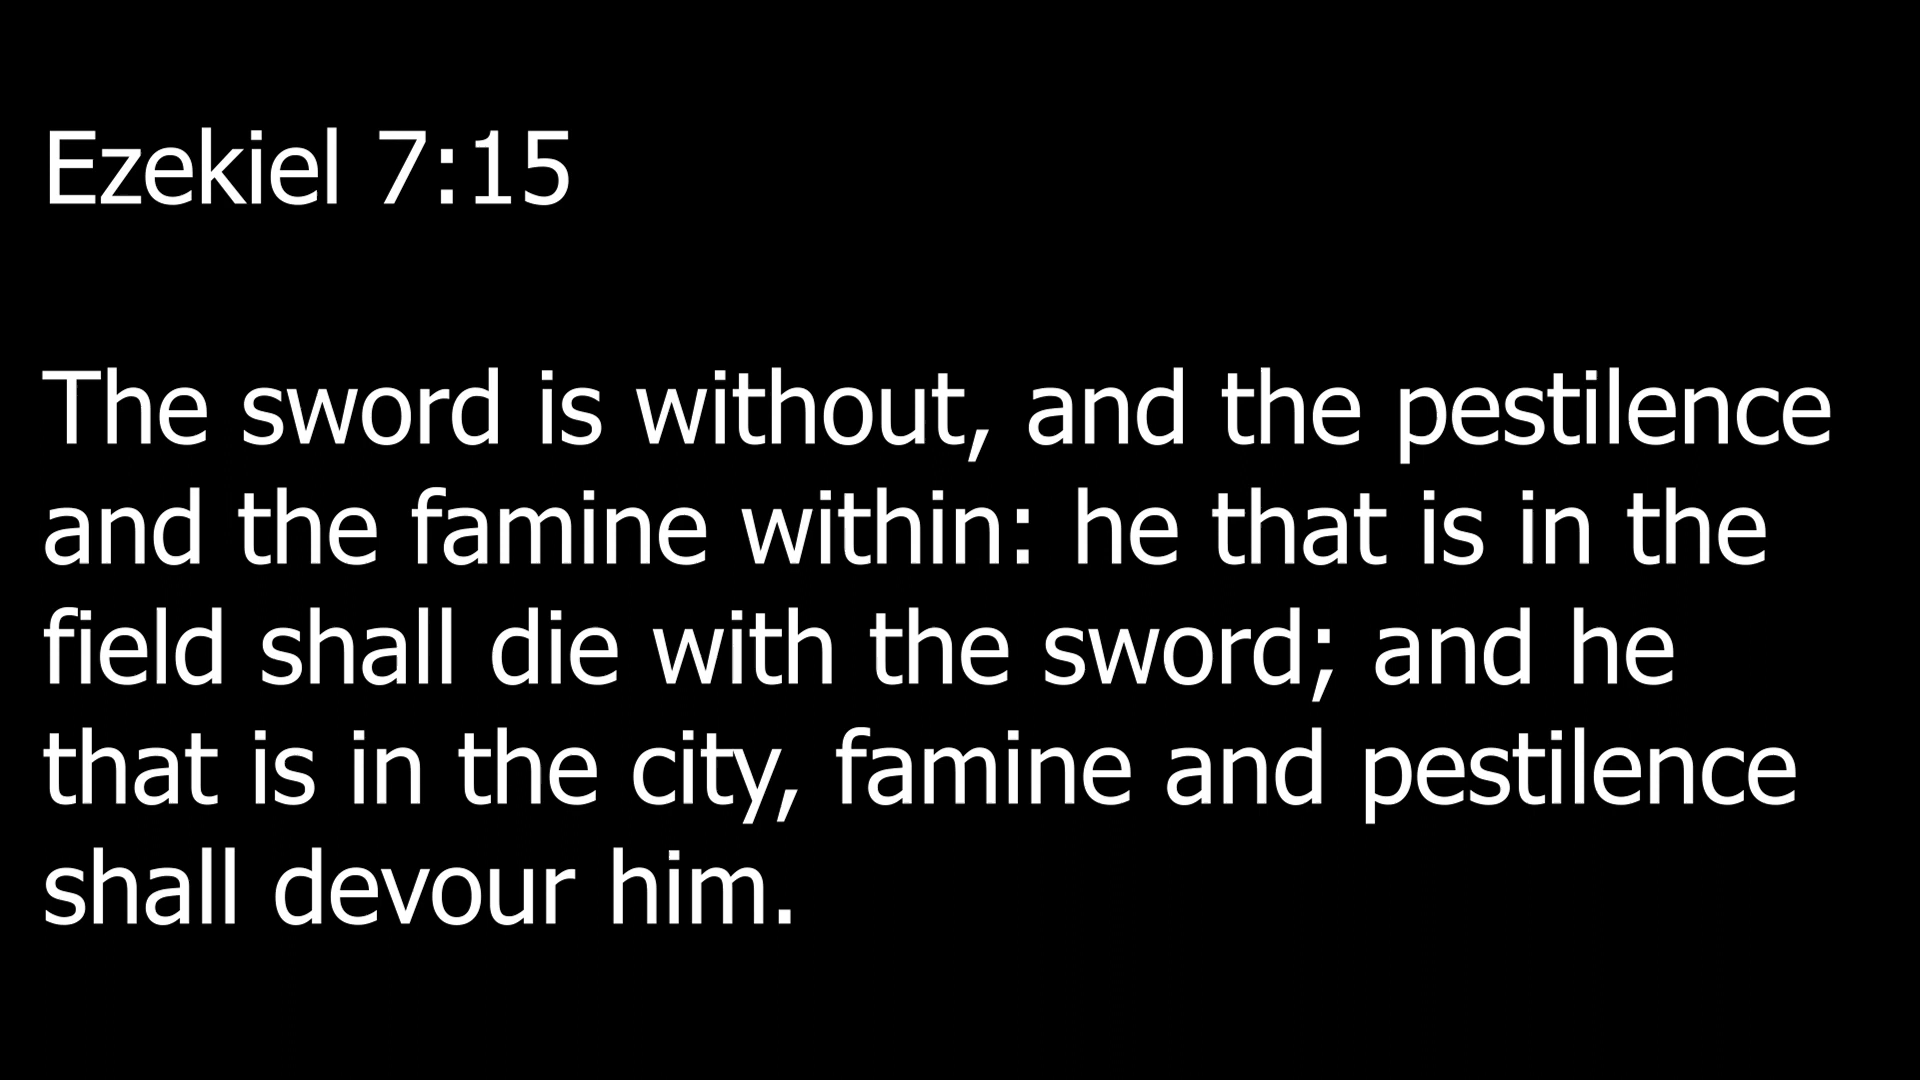 Ezekiel 7:15
The sword is without, and the pestilence
and the famine within: he that is in the
field shall die with the sword; and he
that is in the city, famine and pestilence
shall devour him.